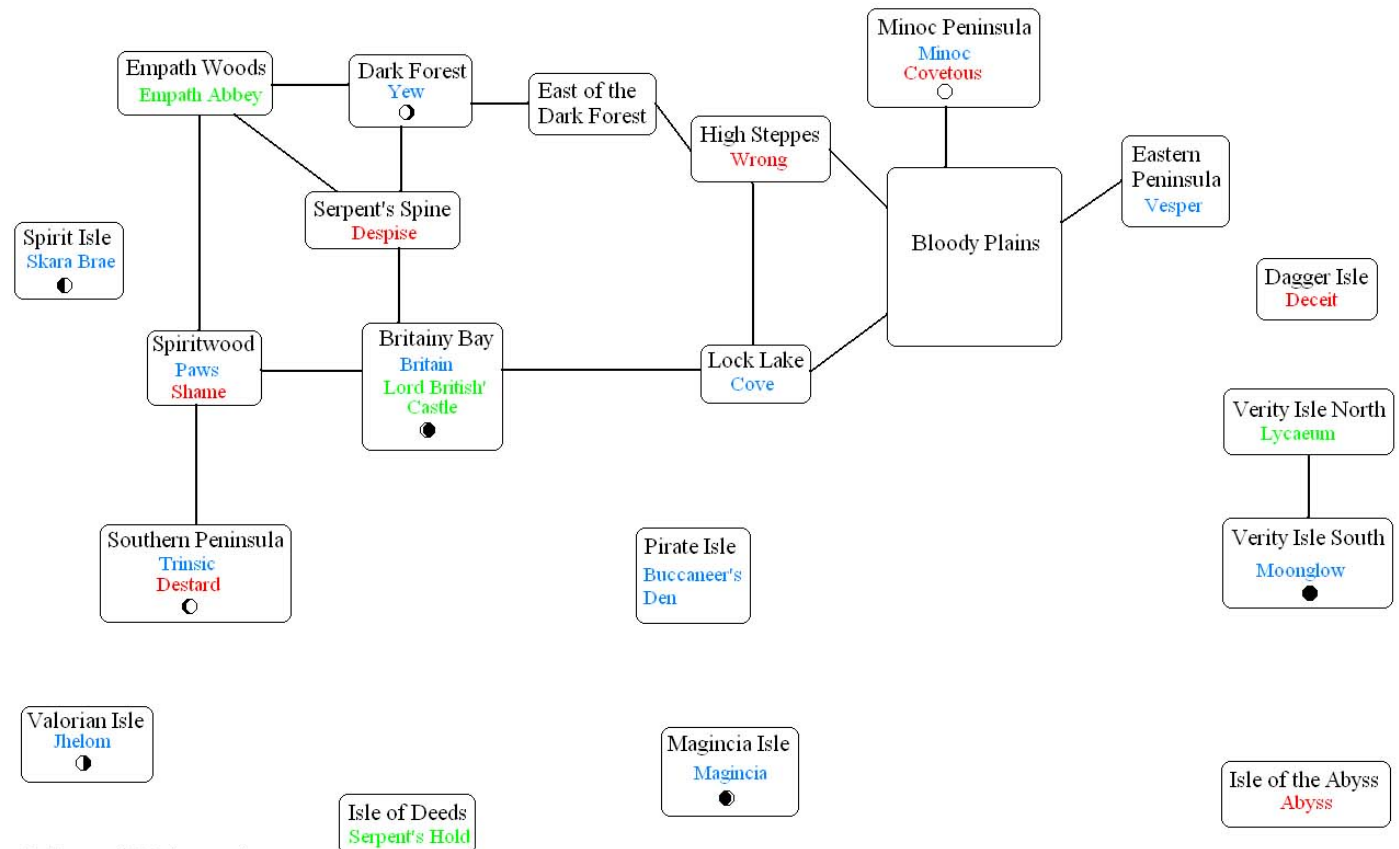 Minoc Peninsula
Minoc
Covetous
Empath Woods
Empath Abbey
Dark Forest
Yew
East of the
Dark Forest
High Steppes
Wrong
Eastern
Peninsula
Vesper
Serpent's Spine
Despise
Spirit Isle
Skara Brae
Bloody Plains
Dagger Isle
Deceit
Spiritwood
Paws
Shame
Britainy Bay
Britain
Lord British'
Castle
Lock Lake
Cove
Verity Isle North
Lycaeum
Southern Peninsula
Trinsic
Destard
Pirate Isle
Buccaneer's
Den
Verity Isle South
Moonglow
Valorian Isle
Jhelom
Magincia Isle
Magincia
Isle of the Abyss
Abyss
Isle of Deeds
Serpent's Hold